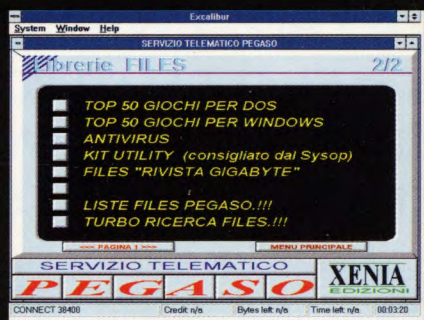 Excalibur
System Window Help
SERVIZIO TELEMATICO PEGASO
Librerie FILES 2/2
TOP 50 GIOCHI PER DOS
TOP 50 GIOCHI PER WINDOWS
ANTIVIRUS
KIT UTILITY (consigliato dal Sysop)
FILES "RIVISTA GIGABYTE"
LISTE FILES PEGASO.!!!
TURBO RICERCA FILES.!!!
<<< PAGINA 1 >>> MENU PRINCIPALE
SERVIZIO TELEMATICO
PEGASO
XENIA
EDIZIONI
CONNECT 38400 Credit n/a Bytes left: n/a Time left: n/a 00:03:20